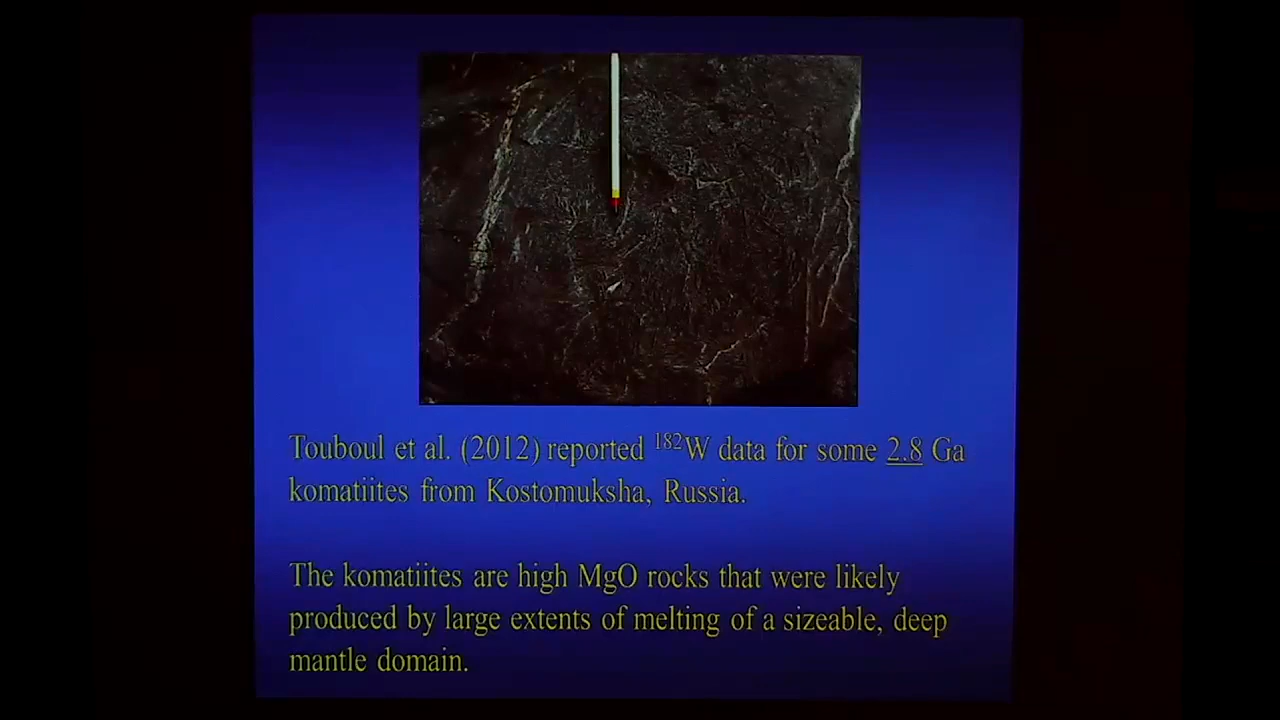 Touboul et al. (2012) reported ¹⁸²W data for some 2.8 Ga
komatiites from Kostomuksha, Russia.
The komatiites are high MgO rocks that were likely
produced by large extents of melting of a sizeable, deep
mantle domain.